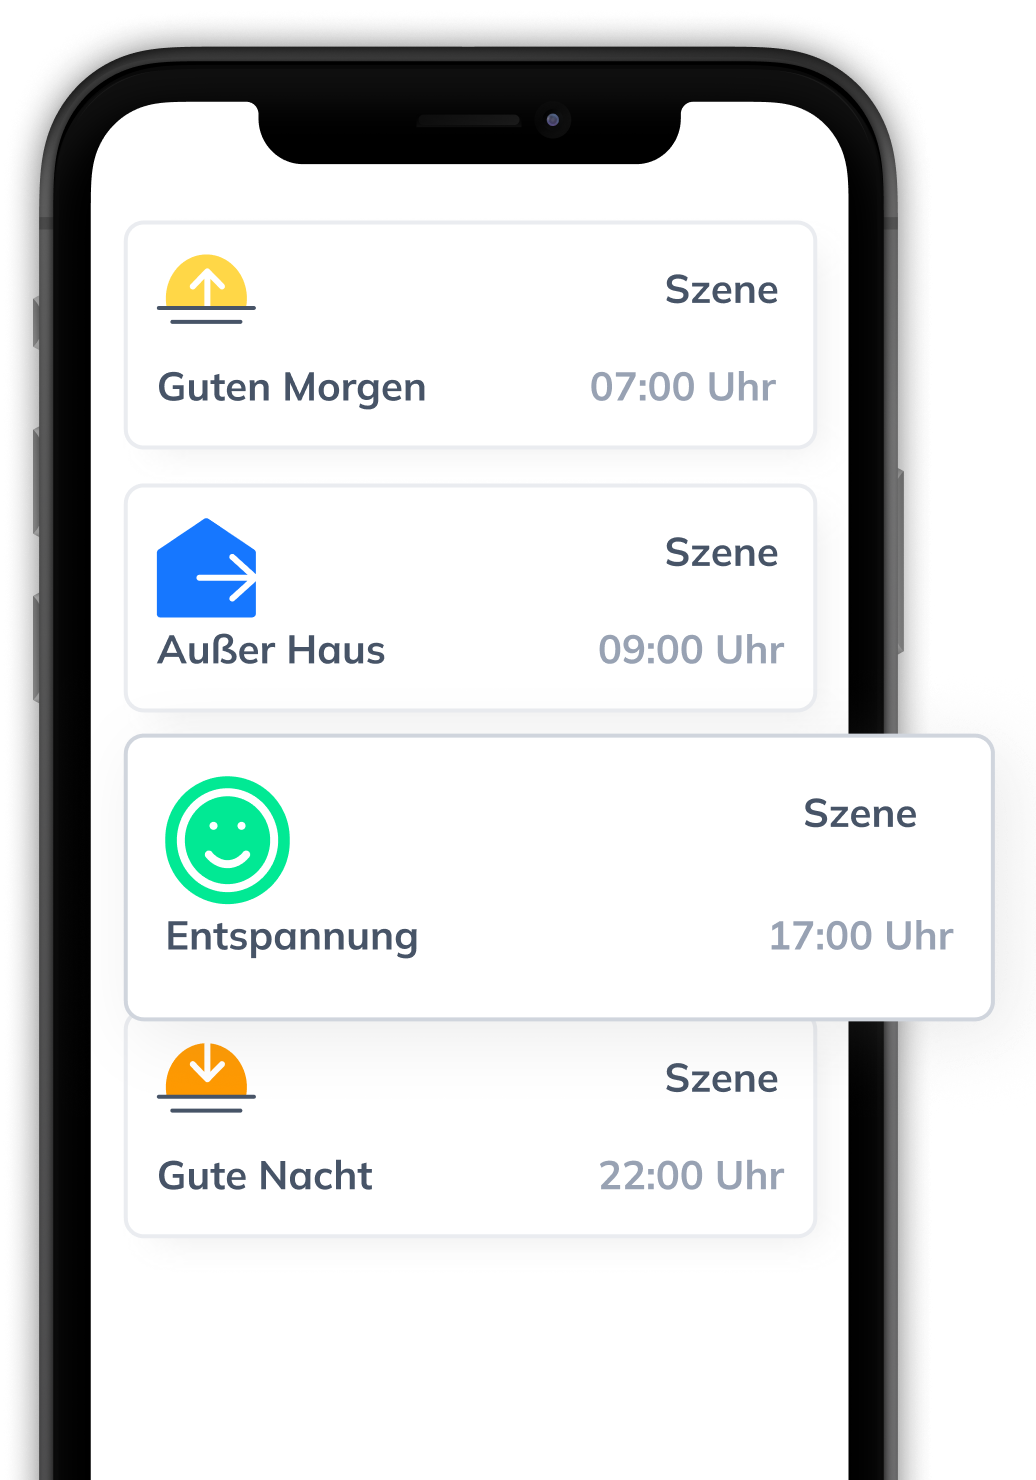 Szene
Guten Morgen 07:00 Uhr
Szene
Außer Haus 09:00 Uhr
Szene
Entspannung 17:00 Uhr
Szene
Gute Nacht 22:00 Uhr